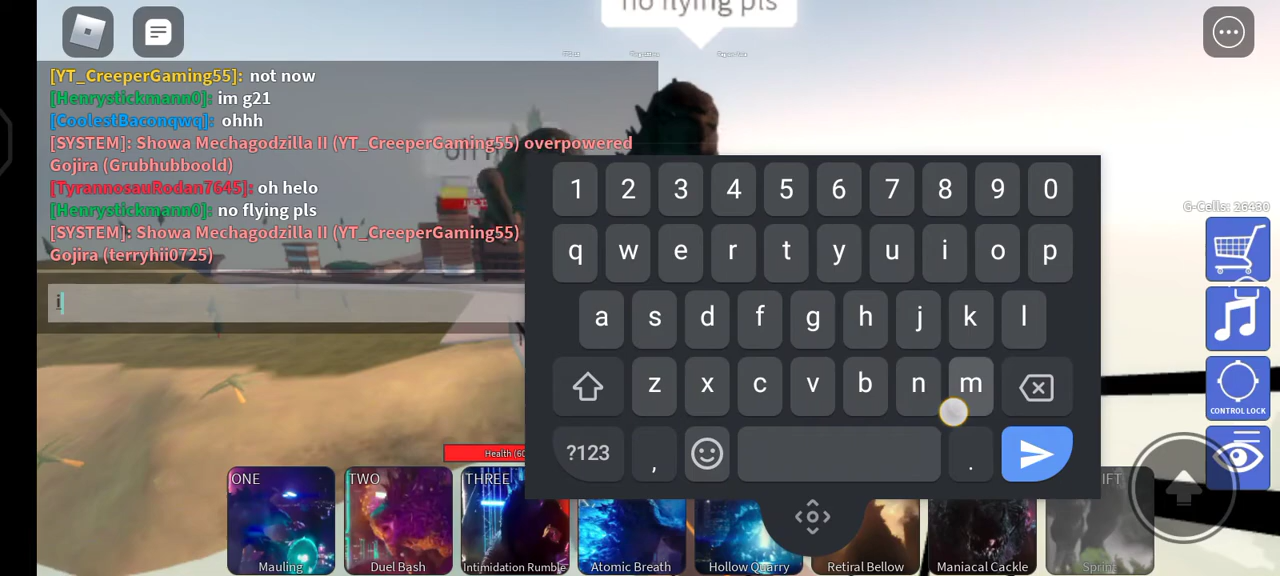 no flying pls
[YT_CreeperGaming55]: not now
[Henrystickmann0]: im g21
[CoolestBaconqwq]: ohhh
[SYSTEM]: Showa Mechagodzilla II (YT_CreeperGaming55) overpowered
Gojira (Grubhubboold)
[TyrannosauRodan7645]: oh helo
[Henrystickmann0]: no flying pls
[SYSTEM]: Showa Mechagodzilla II (YT_CreeperGaming55)
Gojira (terryhii0725)
i
1 2 3 4 5 6 7 8 9 0
q w e r t y u i o p
a s d f g h j k l
z x c v b n m
?123 , .
G-Cells: 26430
CONTROL LOCK
Health (60
ONE TWO THREE IFT
Mauling Duel Bash Intimidation Rumble Atomic Breath Hollow Quarry Retiral Bellow Maniacal Cackle Sprint